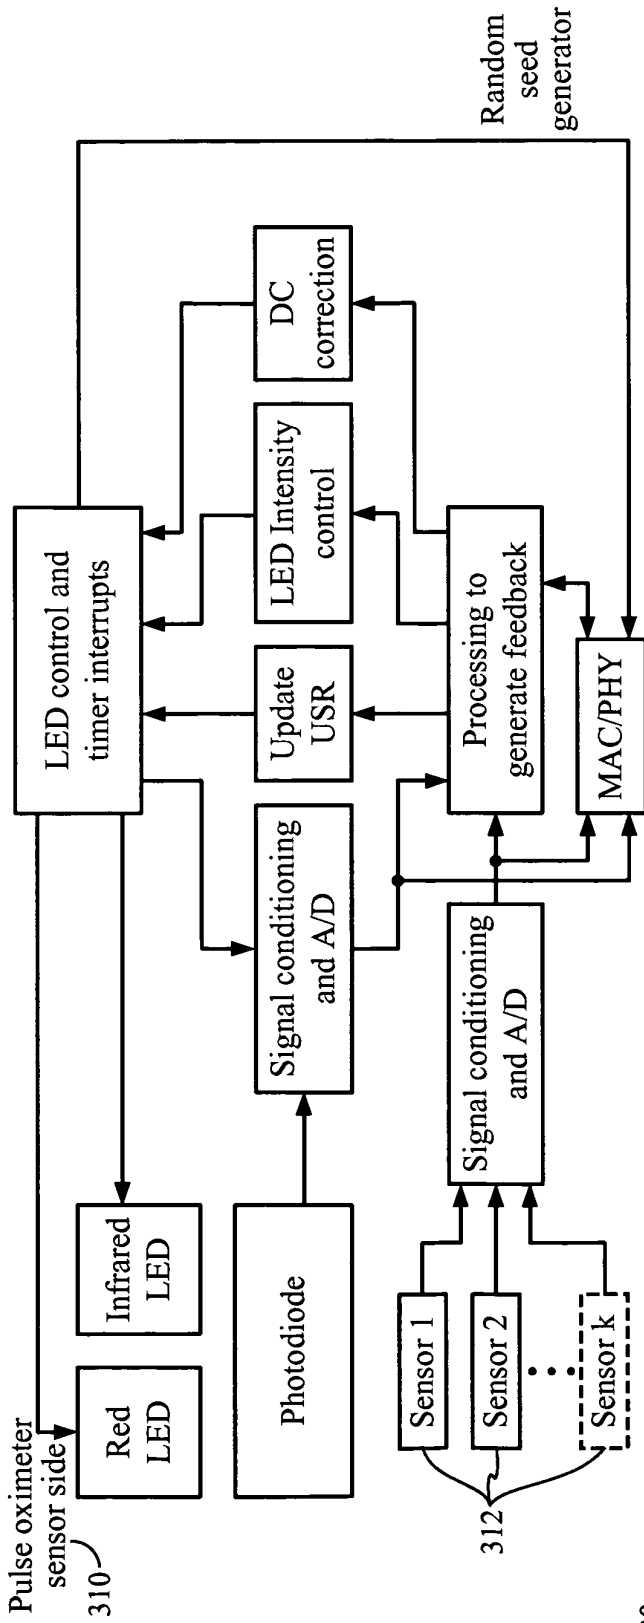 Pulse oximeter
sensor side
310
Red
LED
Infrared
LED
LED control and
timer interrupts
Random
seed
generator
Photodiode
Signal conditioning
and A/D
Update
USR
LED Intensity
control
DC
correction
Sensor 1
Sensor 2
Sensor k
312
Signal conditioning
and A/D
Processing to
generate feedback
MAC/PHY